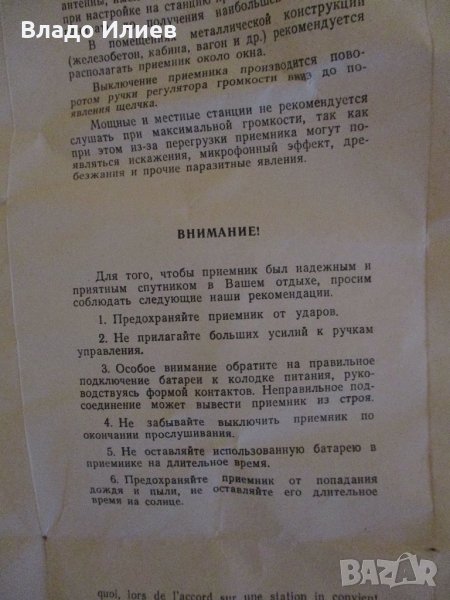 Владо Илиев
при настройке на станцию
получения
В помещениях металлической конструкции
(железобетон, кабина, вагон и др.) рекомендуется
располагать приемник около окна.
Выключение приемника производится пово-
ротом ручки регулятора громкости вниз до по-
явления щелчка.
Мощные и местные станции не рекомендуется
слушать при максимальной громкости, так как
при этом из-за перегрузки приемника могут по-
являться искажения, микрофонный эффект, дре-
безжания и прочие паразитные явления.
ВНИМАНИЕ!
Для того, чтобы приемник был надежным и
приятным спутником в Вашем отдыхе, просим
соблюдать следующие наши рекомендации.
1. Предохраняйте приемник от ударов.
2. Не прилагайте больших усилий к ручкам
управления.
3. Особое внимание обратите на правильное
подключение батареи к колодке питания, руко-
водствуясь формой контактов. Неправильное под-
соединение может вывести приемник из строя.
4. Не забывайте выключить приемник по
окончании прослушивания.
5. Не оставляйте использованную батарею в
приемнике на длительное время.
6. Предохраняйте приемник от попадания
дождя и пыли, не оставляйте его длительное
время на солнце.
quoi, lors de l'accord sur une station in convient
BAZAR